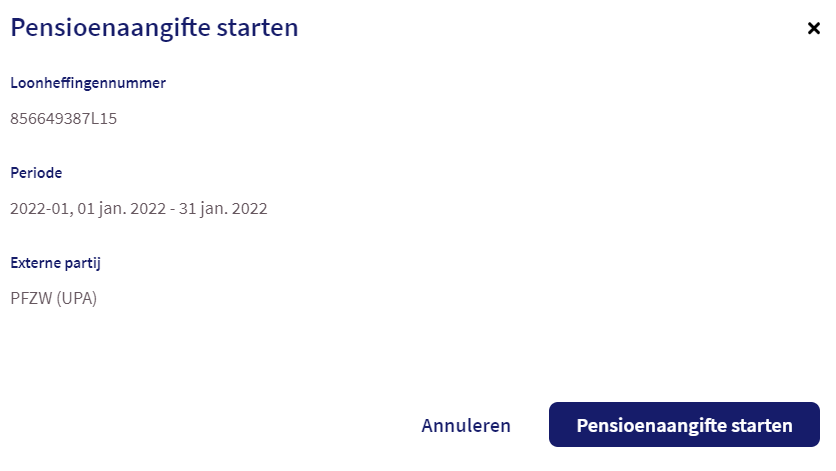 Pensioenaangifte starten
Loonheffingennummer
856649387L15
Periode
2022-01, 01 jan. 2022 - 31 jan. 2022
Externe partij
PFZW (UPA)
Annuleren
Pensioenaangifte starten